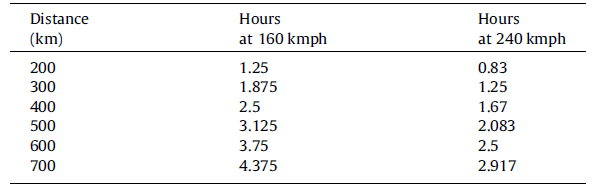 Distance Hours Hours
(km) at 160 kmph at 240 kmph
200 1.25 0.83
300 1.875 1.25
400 2.5 1.67
500 3.125 2.083
600 3.75 2.5
700 4.375 2.917